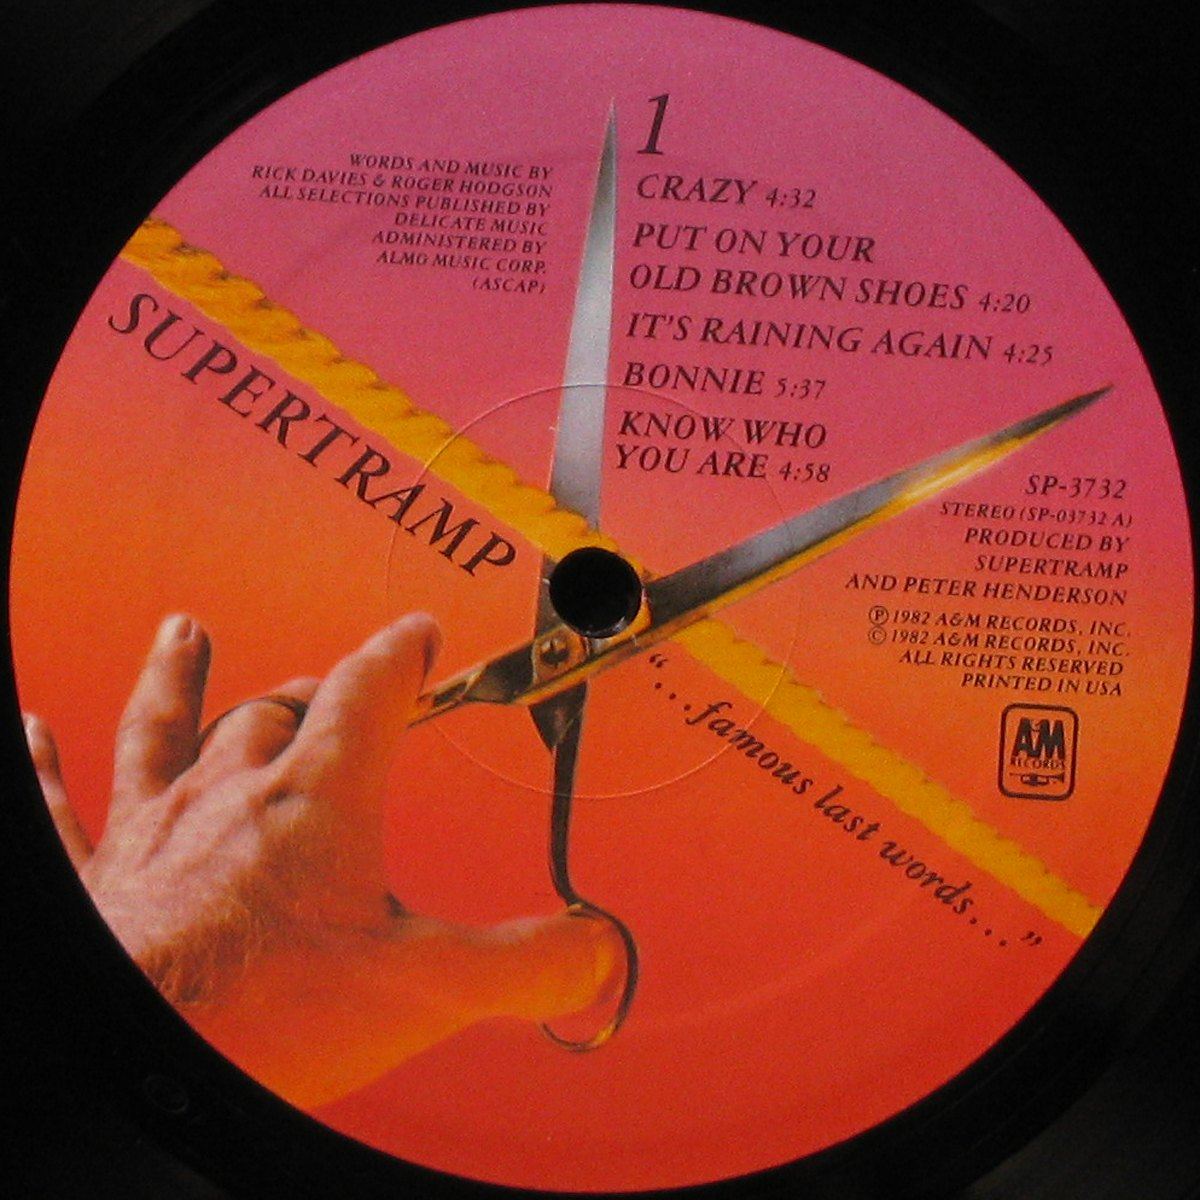 1
WORDS AND MUSIC BY
RICK DAVIES & ROGER HODGSON
ALL SELECTIONS PUBLISHED BY
DELICATE MUSIC
ADMINISTERED BY
ALMO MUSIC CORP.
(ASCAP)
CRAZY 4:32
PUT ON YOUR
OLD BROWN SHOES 4:20
IT'S RAINING AGAIN 4:25
BONNIE 5:37
KNOW WHO
YOU ARE 4:58
SUPERTRAMP
SP-3732
STEREO (SP-03732 A)
PRODUCED BY
SUPERTRAMP
AND PETER HENDERSON
℗ 1982 A&M RECORDS, INC.
© 1982 A&M RECORDS, INC.
ALL RIGHTS RESERVED
PRINTED IN USA
A&M
RECORDS
"...famous last words..."